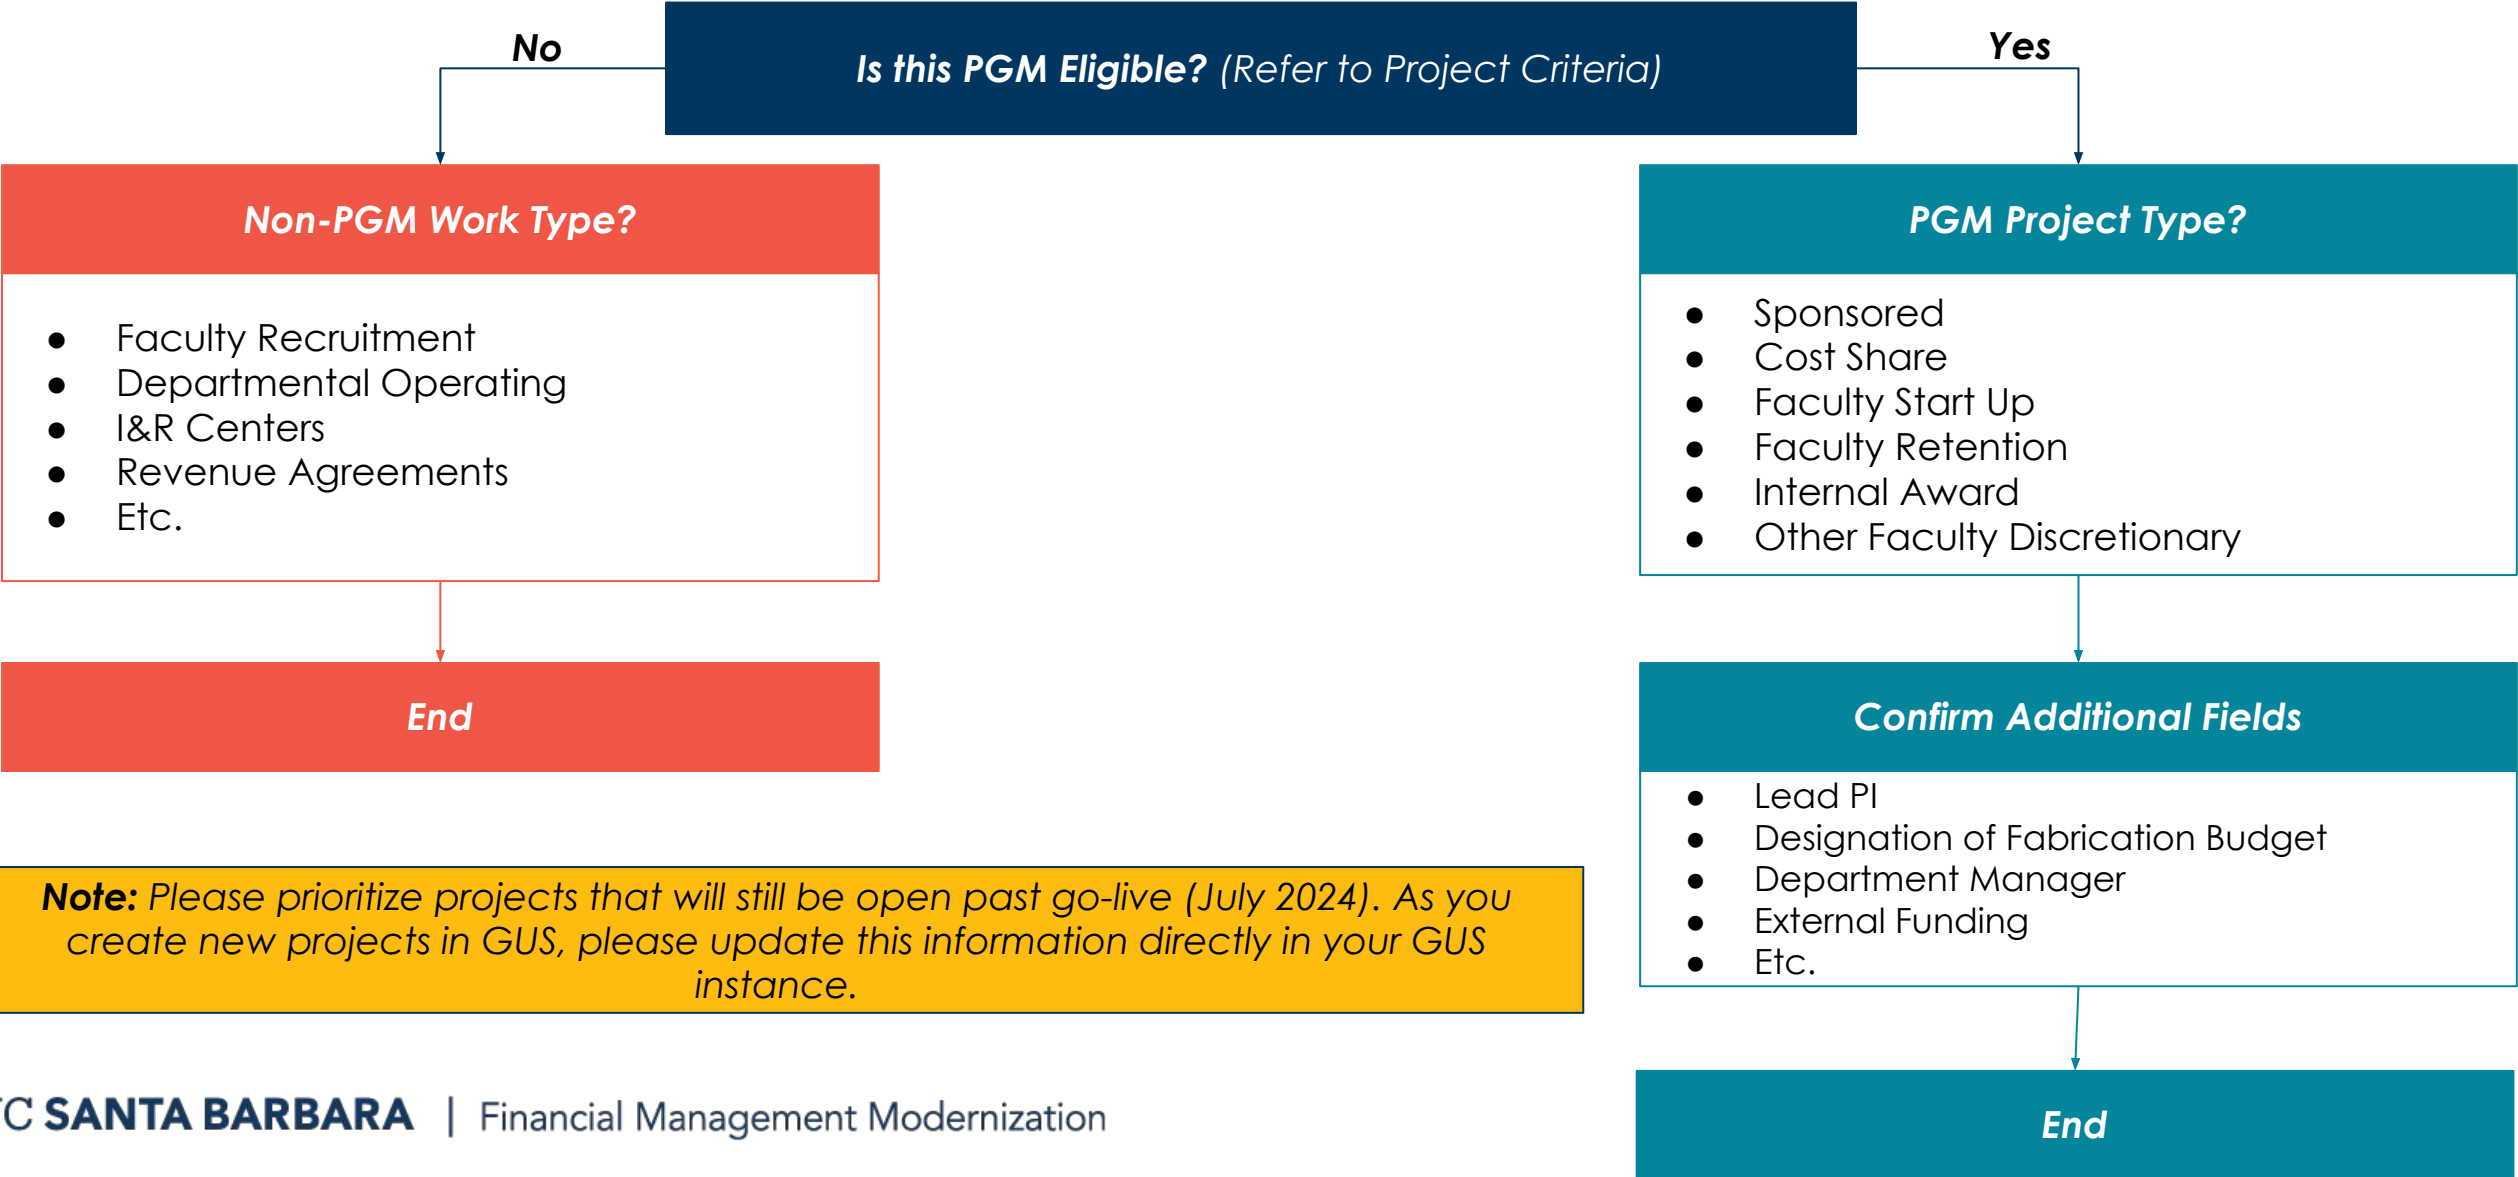 No
Is this PGM Eligible? (Refer to Project Criteria)
Yes
Non-PGM Work Type?
● Faculty Recruitment
● Departmental Operating
● I&R Centers
● Revenue Agreements
● Etc.
End
PGM Project Type?
● Sponsored
● Cost Share
● Faculty Start Up
● Faculty Retention
● Internal Award
● Other Faculty Discretionary
Confirm Additional Fields
● Lead PI
● Designation of Fabrication Budget
● Department Manager
● External Funding
● Etc.
End
Note: Please prioritize projects that will still be open past go-live (July 2024). As you
create new projects in GUS, please update this information directly in your GUS
instance.
C SANTA BARBARA | Financial Management Modernization